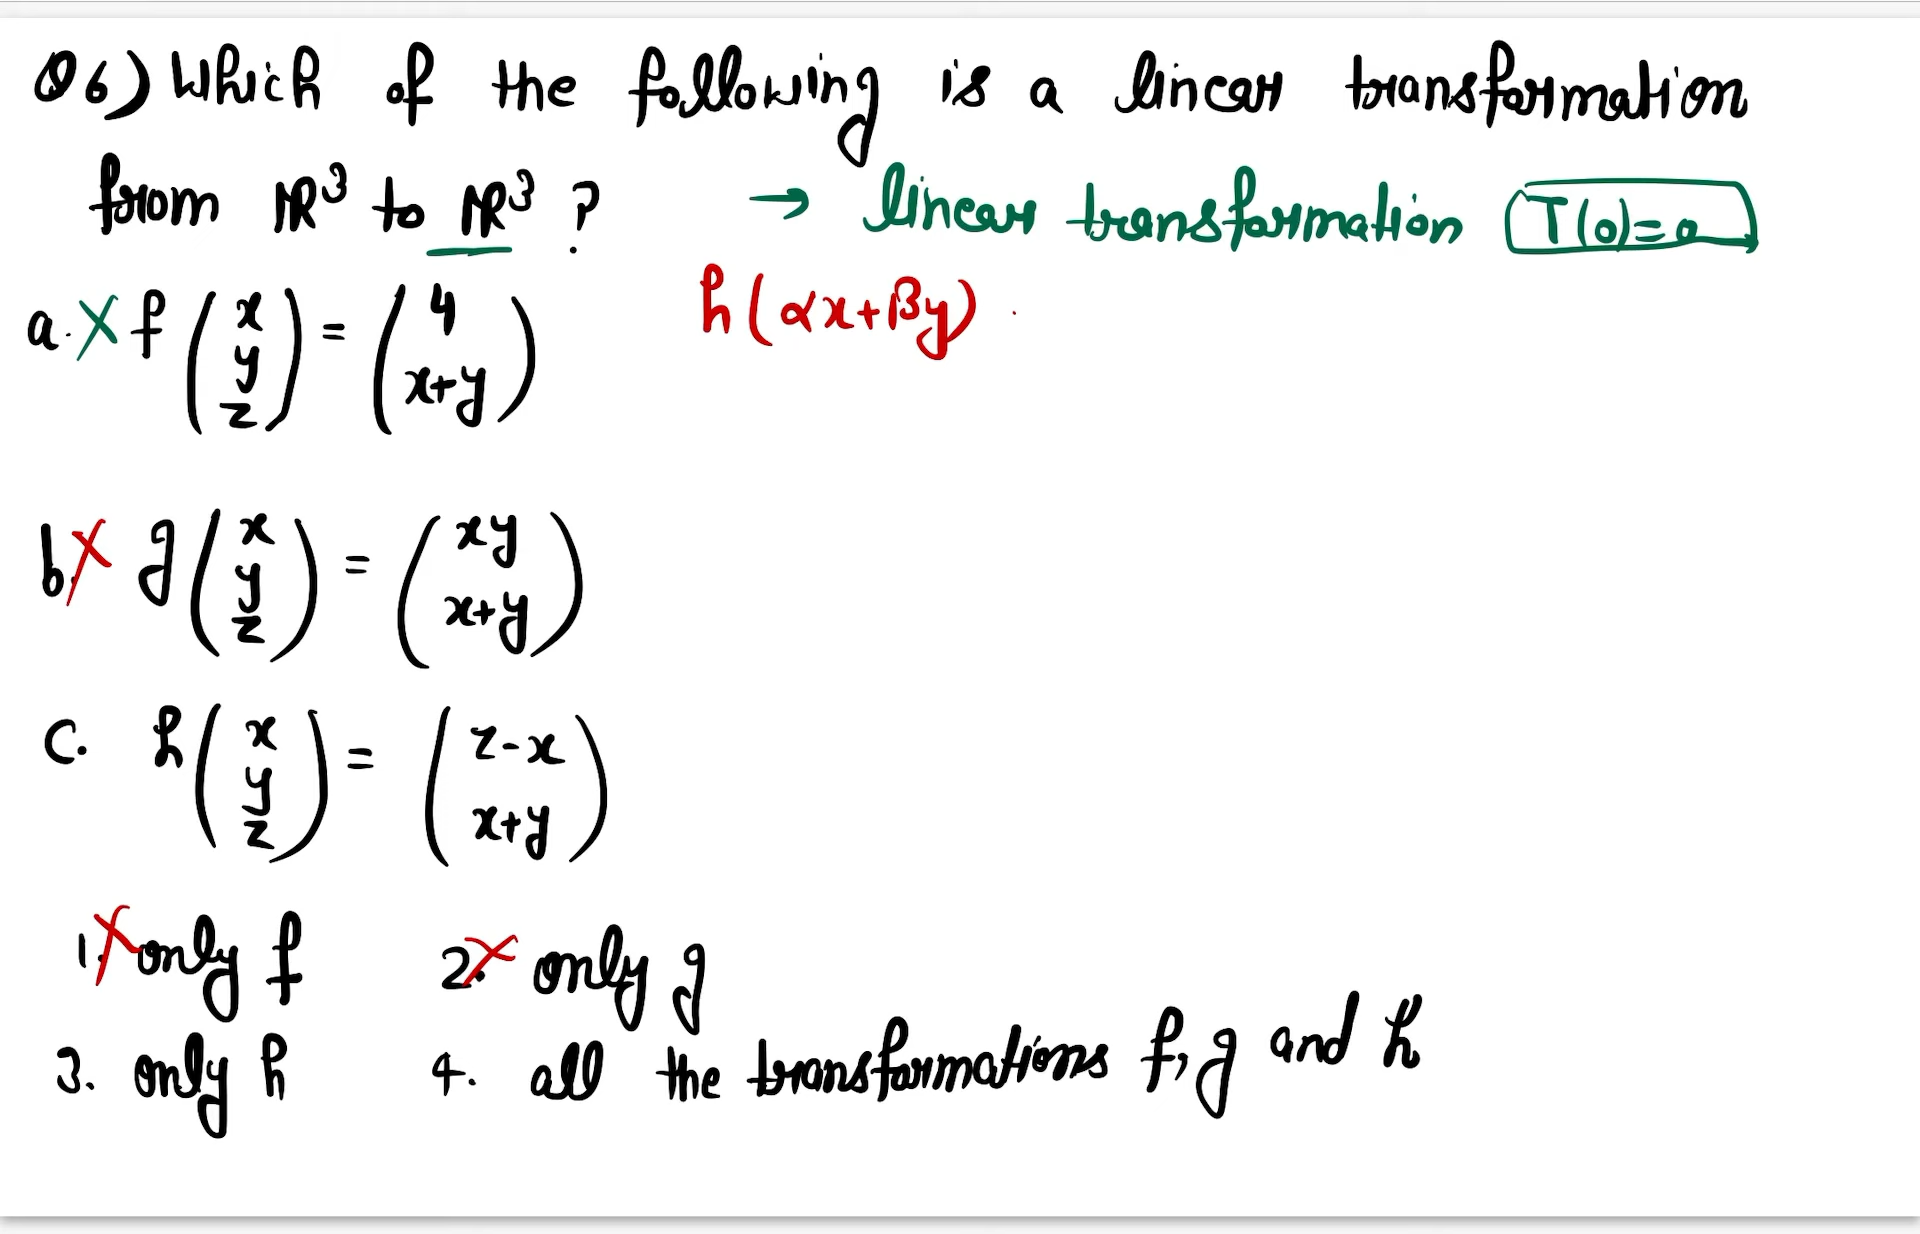 Q6) Which of the following is a linear transformation
from ℝ³ to ℝ³ ?
→ linear transformation T(0)=0
h(αx+βy)
a. X f (x y z) = (4 x+y)
b. X g (x y z) = (xy x+y)
c. h (x y z) = (z-x x+y)
1. X only f 2. X only g
3. only h 4. all the transformations f, g and h